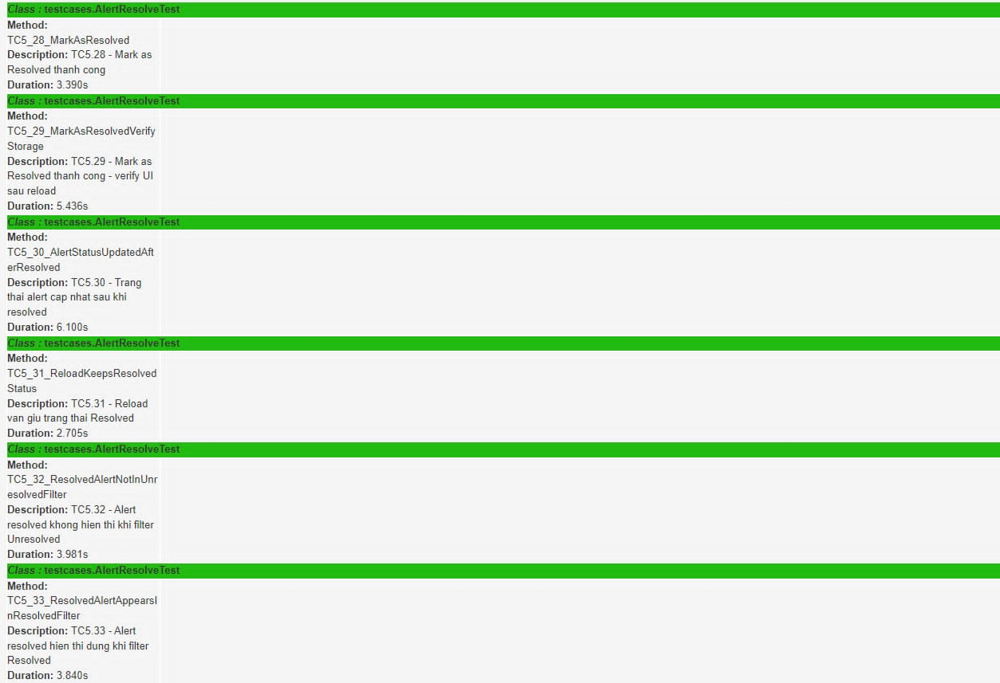 Class : testcases.AlertResolveTest
Method:
TC5_28_MarkAsResolved
Description: TC5.28 - Mark as
Resolved thanh cong
Duration: 3.390s
Class : testcases.AlertResolveTest
Method:
TC5_29_MarkAsResolvedVerify
Storage
Description: TC5.29 - Mark as
Resolved thanh cong - verify UI
sau reload
Duration: 5.436s
Class : testcases.AlertResolveTest
Method:
TC5_30_AlertStatusUpdatedAft
erResolved
Description: TC5.30 - Trang
thai alert cap nhat sau khi
resolved
Duration: 6.100s
Class : testcases.AlertResolveTest
Method:
TC5_31_ReloadKeepsResolved
Status
Description: TC5.31 - Reload
van giu trang thai Resolved
Duration: 2.705s
Class : testcases.AlertResolveTest
Method:
TC5_32_ResolvedAlertNotInUnr
esolvedFilter
Description: TC5.32 - Alert
resolved khong hien thi khi filter
Unresolved
Duration: 3.981s
Class : testcases.AlertResolveTest
Method:
TC5_33_ResolvedAlertAppearsI
nResolvedFilter
Description: TC5.33 - Alert
resolved hien thi dung khi filter
Resolved
Duration: 3.840s